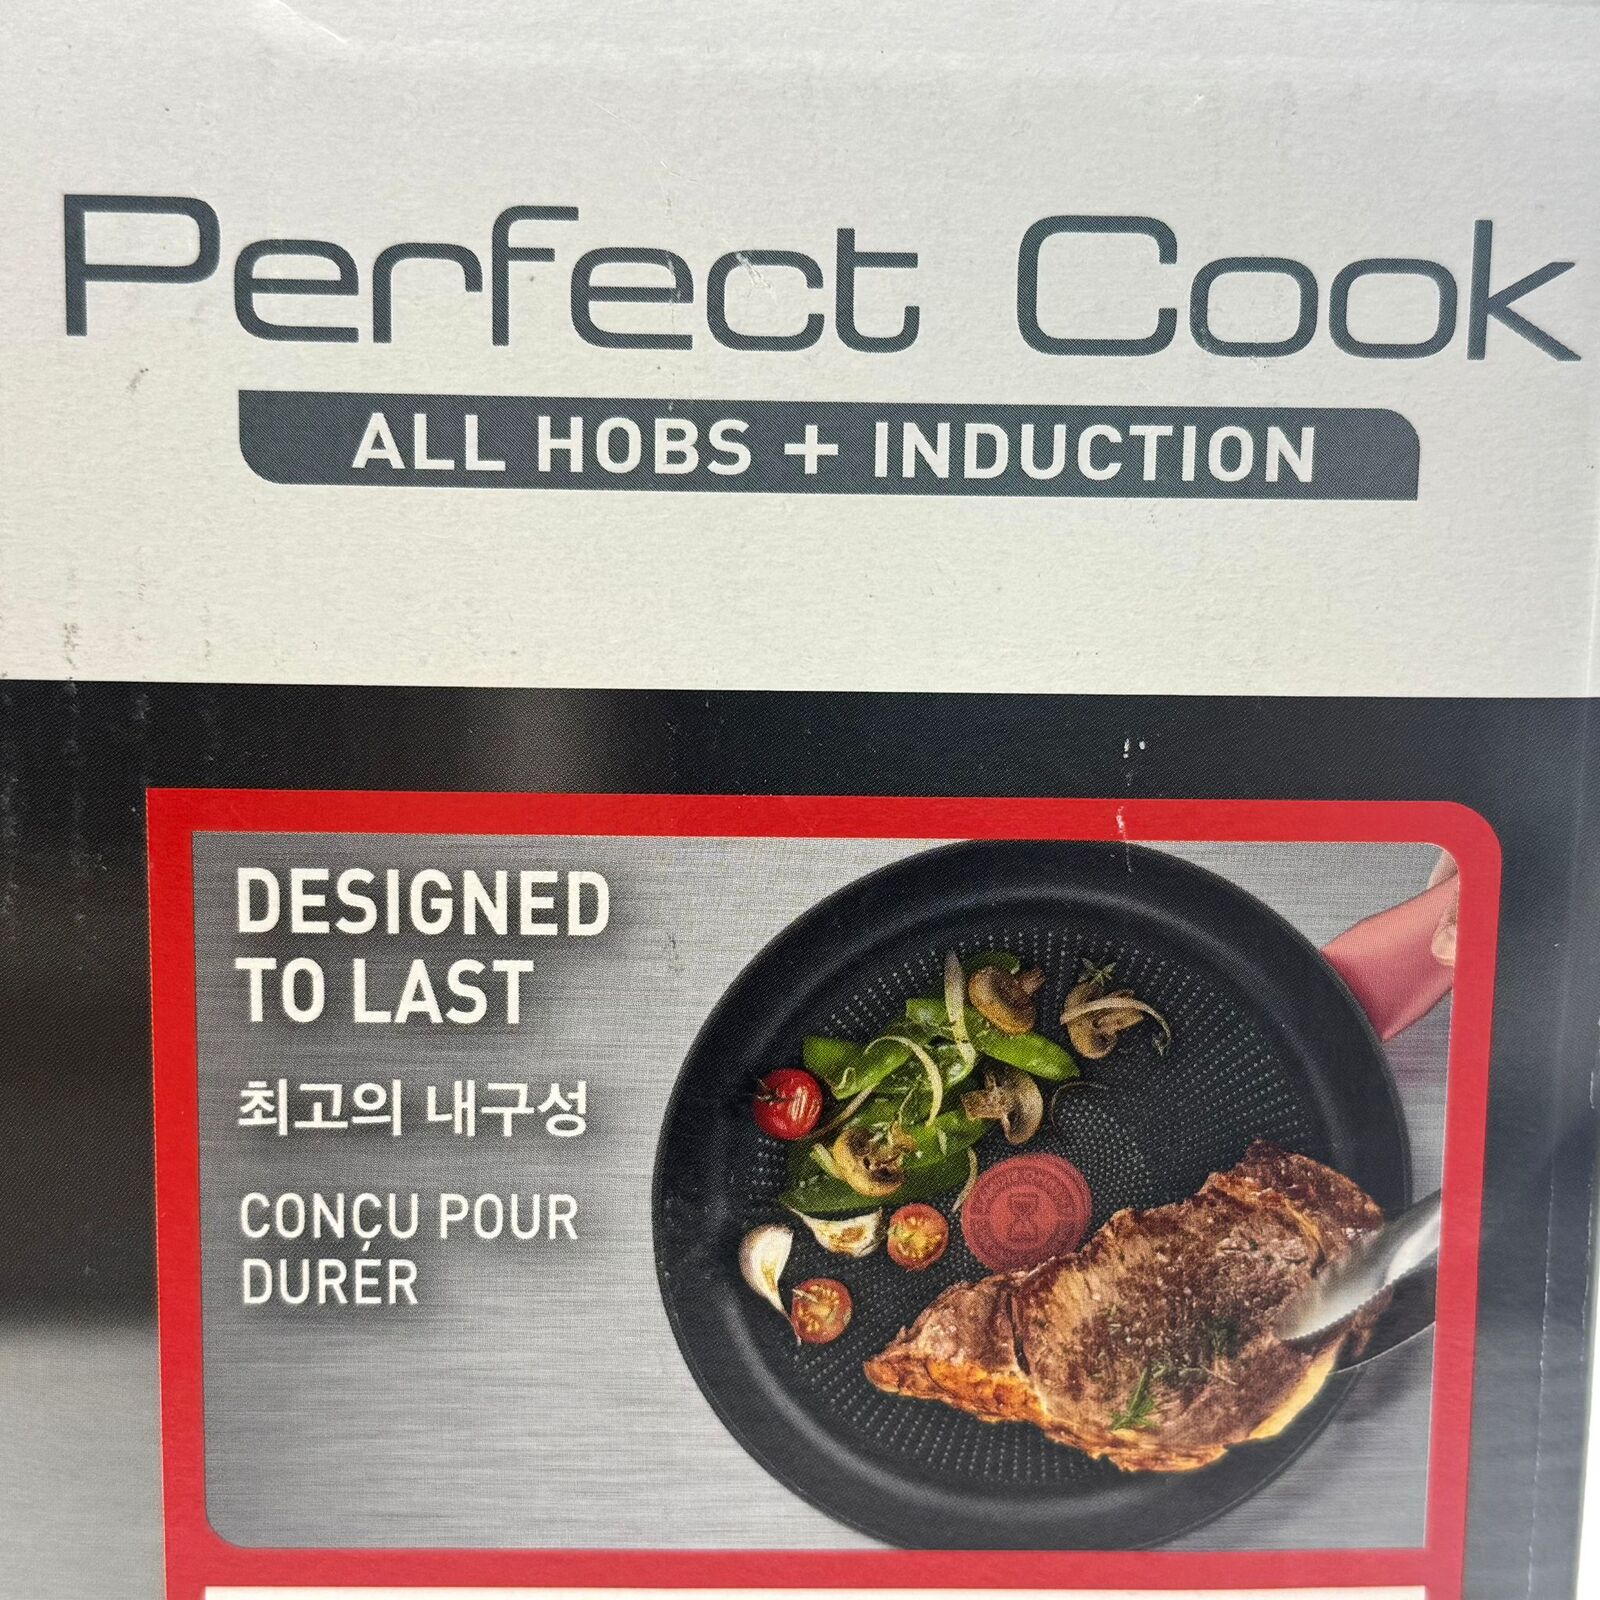 Perfect Cook
ALL HOBS + INDUCTION
DESIGNED
TO LAST
최고의 내구성
CONÇU POUR
DURER